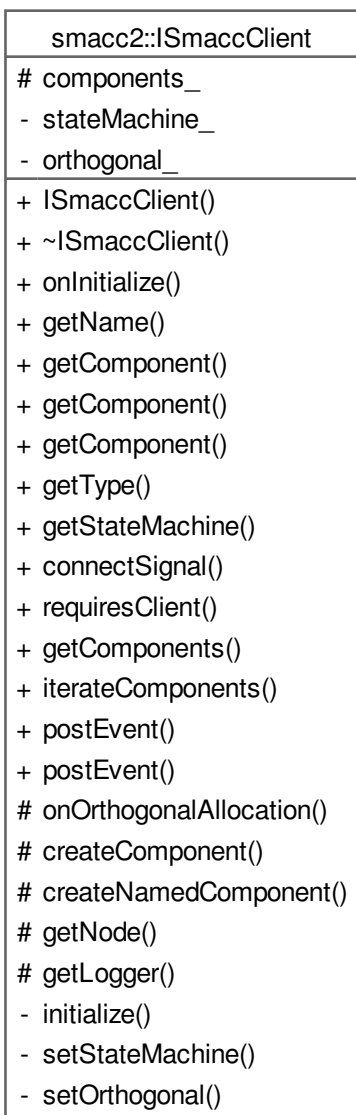 smacc2::ISmaccClient
# components_
- stateMachine_
- orthogonal_
+ ISmaccClient()
+ ~ISmaccClient()
+ onInitialize()
+ getName()
+ getComponent()
+ getComponent()
+ getComponent()
+ getType()
+ getStateMachine()
+ connectSignal()
+ requiresClient()
+ getComponents()
+ iterateComponents()
+ postEvent()
+ postEvent()
# onOrthogonalAllocation()
# createComponent()
# createNamedComponent()
# getNode()
# getLogger()
- initialize()
- setStateMachine()
- setOrthogonal()